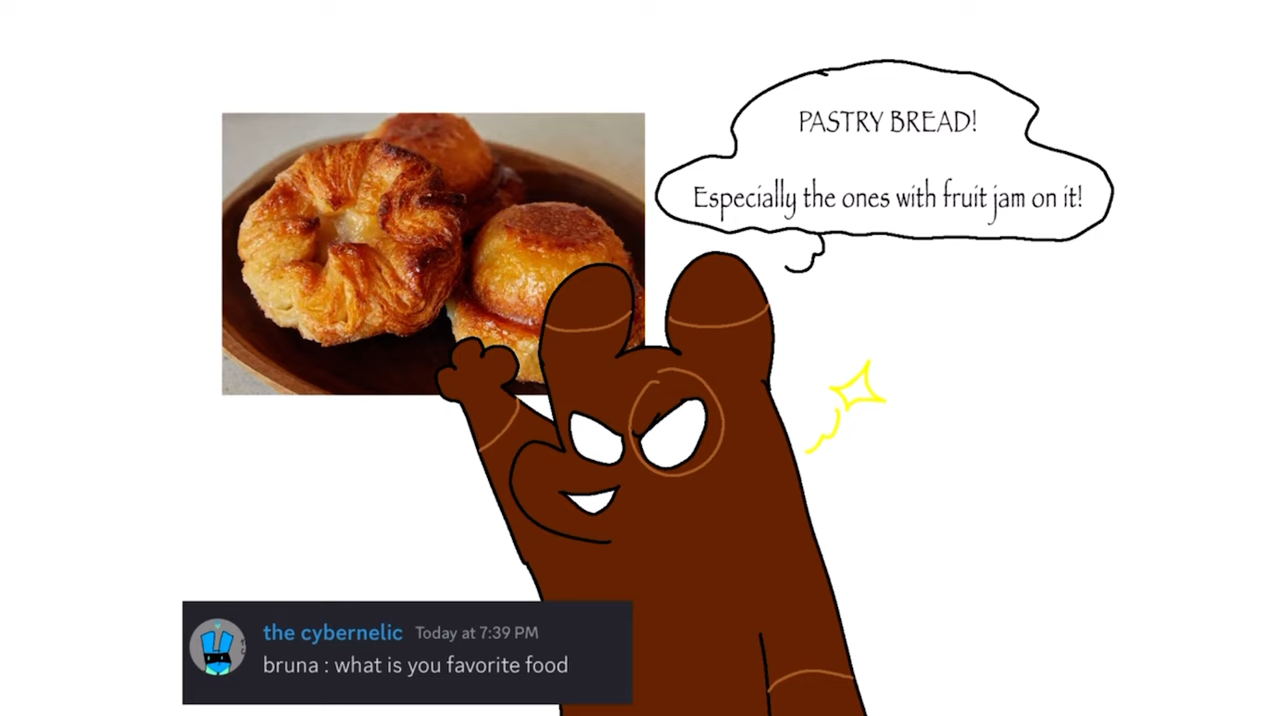 PASTRY BREAD!
Especially the ones with fruit jam on it!
the cybernelic Today at 7:39 PM
bruna : what is you favorite food